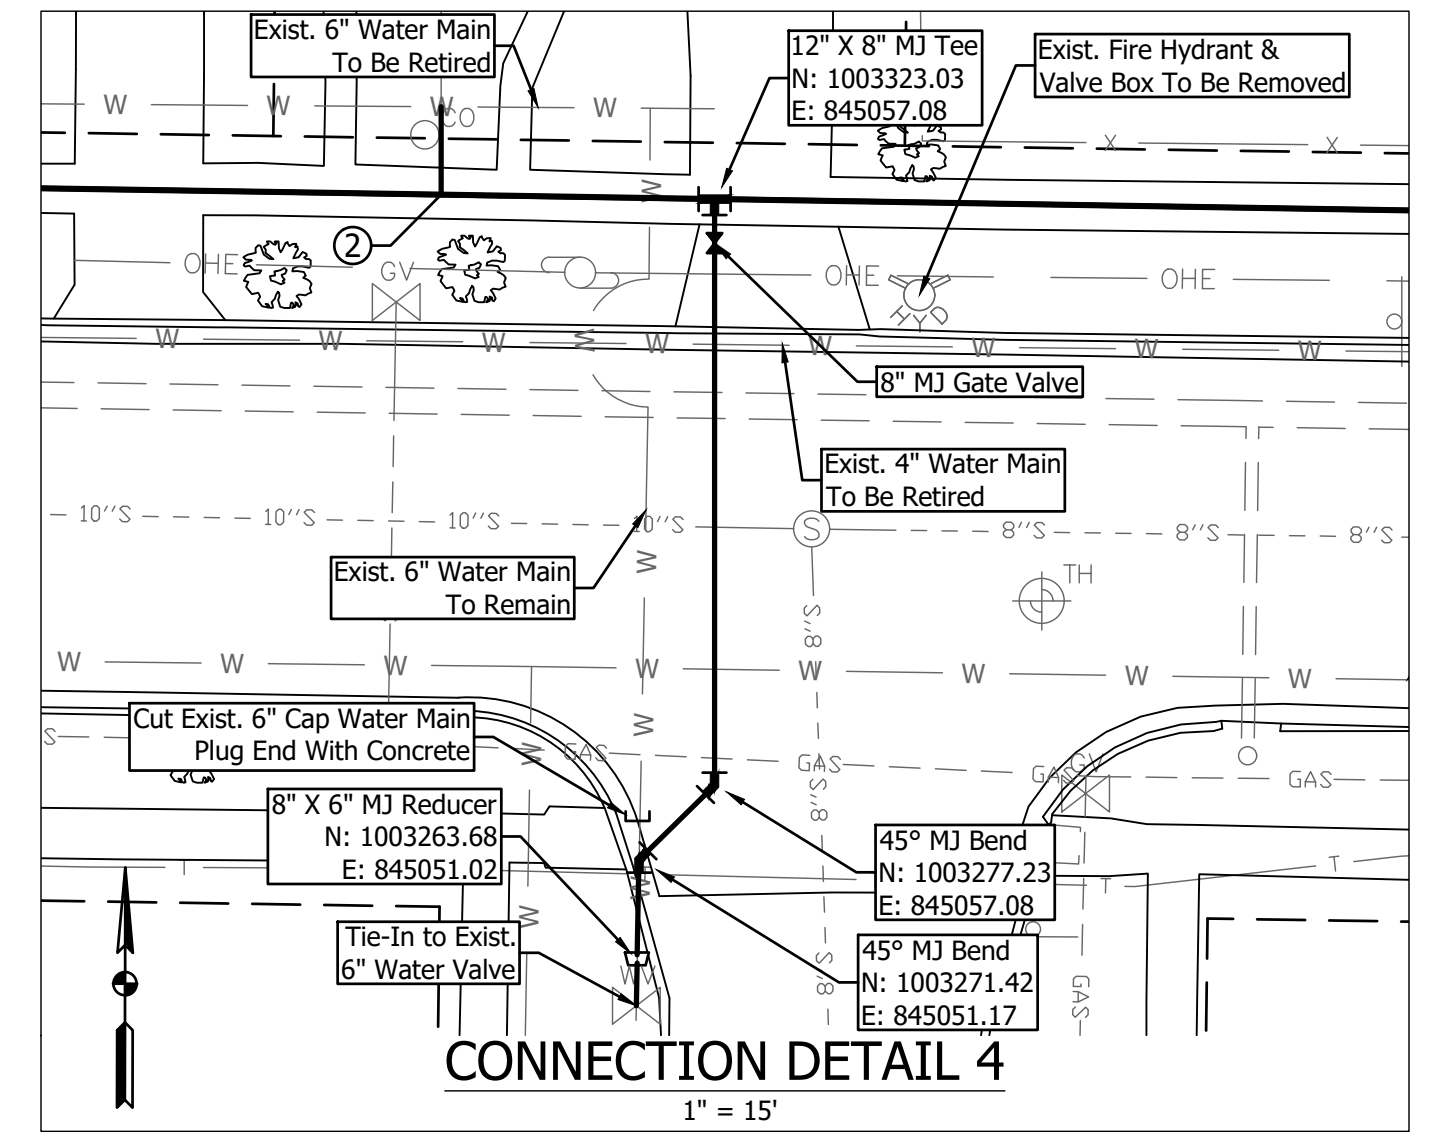 Exist. 6" Water Main
To Be Retired
12" X 8" MJ Tee
N: 1003323.03
E: 845057.08
Exist. Fire Hydrant &
Valve Box To Be Removed
W W W W
CO
X X
W
2
OHE OHE OHE
GV
HYD
W W W W W W W W
W
8" MJ Gate Valve
Exist. 4" Water Main
To Be Retired
10''S 10''S 10''S 10''S
S
8''S 8''S 8''S
Exist. 6" Water Main
To Remain
W
TH
8''S
W W W W W W W W
Cut Exist. 6" Cap Water Main
Plug End With Concrete
S
W
W
GAS GAS GAS GAS
GV
8''S
8" X 6" MJ Reducer
N: 1003263.68
E: 845051.02
45° MJ Bend
N: 1003277.23
E: 845057.08
T T T
W
W
Tie-In to Exist.
6" Water Valve
WV
8''S
45° MJ Bend
N: 1003271.42
E: 845051.17
GAS
CONNECTION DETAIL 4
1" = 15'